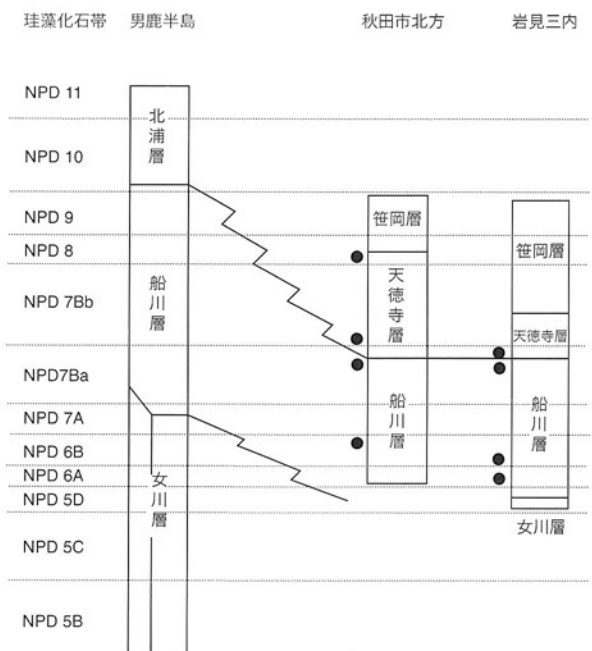 珪藻化石帯 男鹿半島 秋田市北方 岩見三内
NPD 11
北浦層
NPD 10
NPD 9
笹岡層
NPD 8
笹岡層
船川層
天徳寺層
NPD 7Bb
天徳寺層
NPD7Ba
船川層
船川層
NPD 7A
NPD 6B
NPD 6A
女川層
NPD 5D
女川層
NPD 5C
NPD 5B